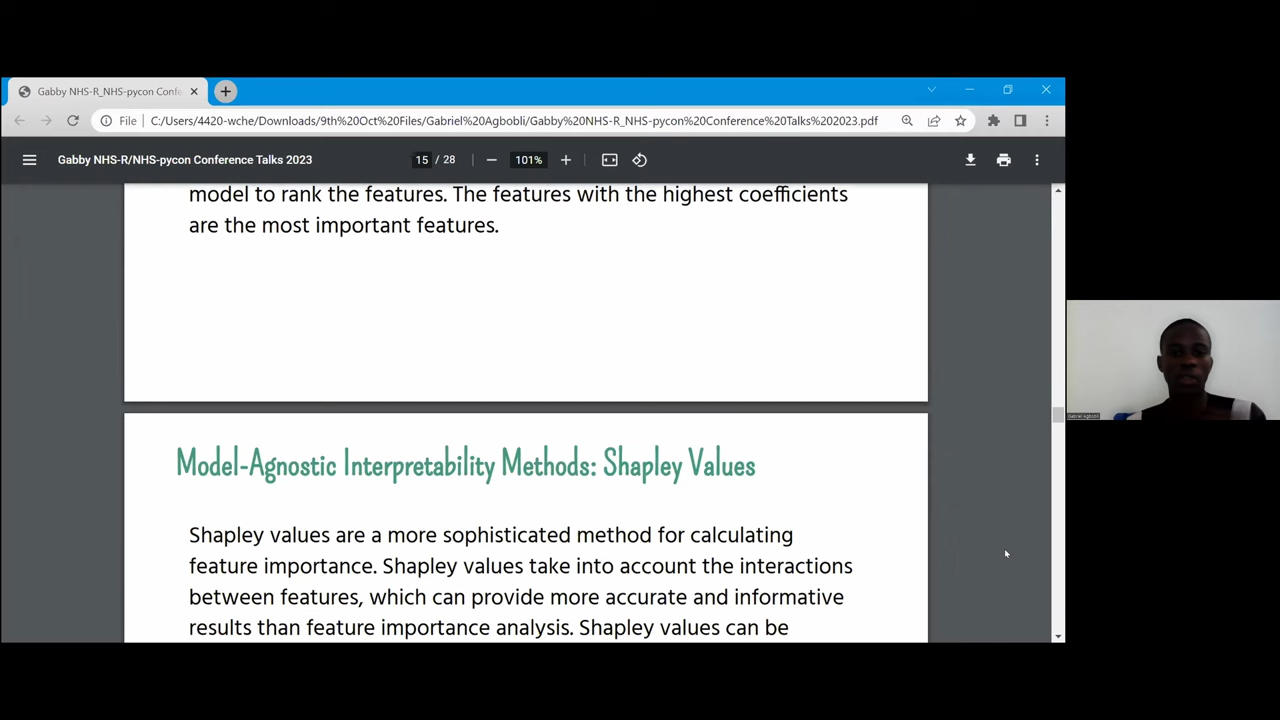 Gabby NHS-R_NHS-pycon Confe
File
C:/Users/4420-wche/Downloads/9th%20Oct%20Files/Gabriel%20Agbobli/Gabby%20NHS-R_NHS-pycon%20Conference%20Talks%202023.pdf
Gabby NHS-R/NHS-pycon Conference Talks 2023
15 / 28
101%
model to rank the features. The features with the highest coefficients
are the most important features.
Gabriel Agbobli
Model-Agnostic Interpretability Methods: Shapley Values
Shapley values are a more sophisticated method for calculating
feature importance. Shapley values take into account the interactions
between features, which can provide more accurate and informative
results than feature importance analysis. Shapley values can be